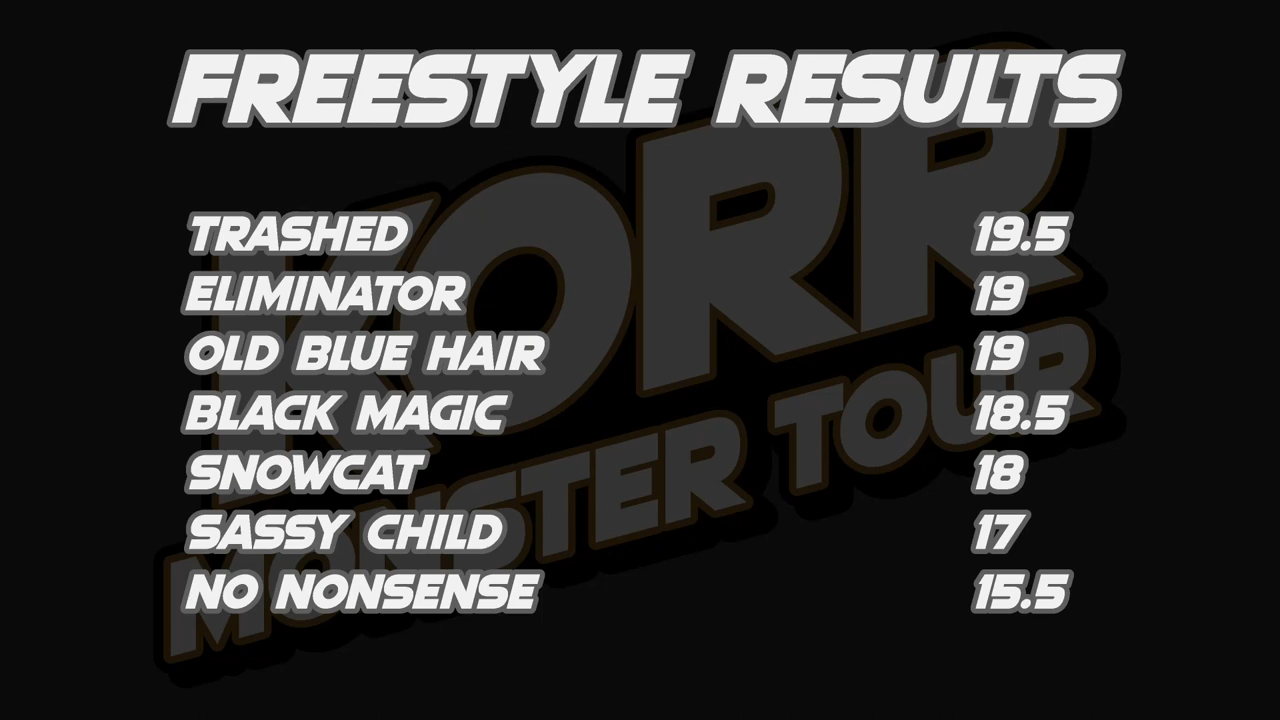 FREESTYLE RESULTS
KORR
MONSTER TOUR
TRASHED 19.5
ELIMINATOR 19
OLD BLUE HAIR 19
BLACK MAGIC 18.5
SNOWCAT 18
SASSY CHILD 17
NO NONSENSE 15.5